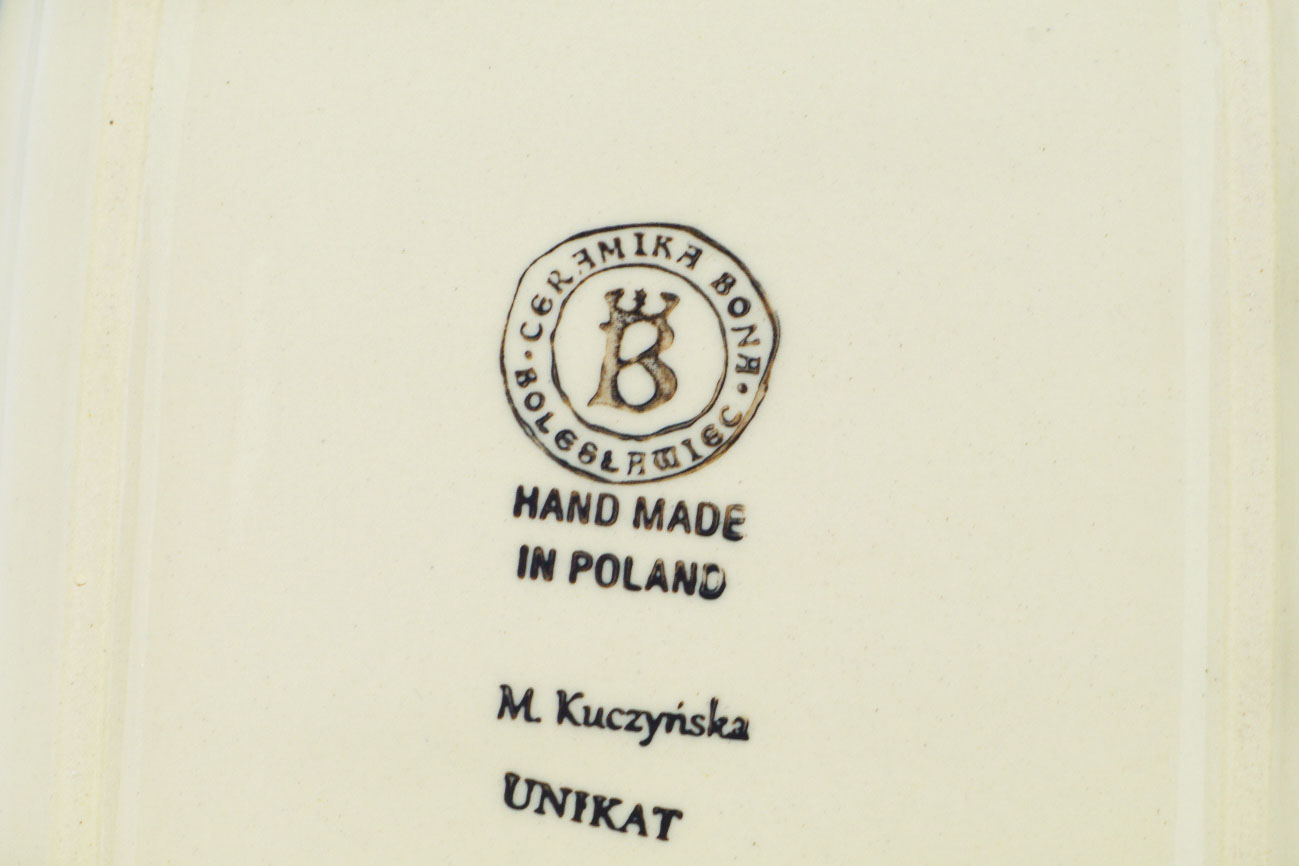 CERAMIKA BONA
B
BOLESŁAWIEC
HAND MADE
IN POLAND
M. Kuczyńska
UNIKAT